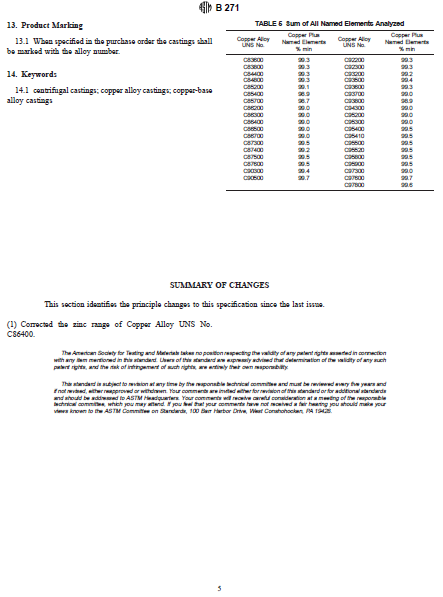 B 271
13. Product Marking
13.1 When specified in the purchase order the castings shall
be marked with the alloy number.
14. Keywords
14.1 centrifugal castings; copper alloy castings; copper-base
alloy castings
TABLE 6 Sum of All Named Elements Analyzed
Copper Alloy UNS No. Copper Plus Named Elements % min Copper Alloy UNS No. Copper Plus Named Elements % min
C83600 99.3 C92200 99.3
C83800 99.3 C92300 99.3
C84400 99.3 C93200 99.2
C84800 99.3 C93500 99.4
C85200 99.1 C93600 99.3
C85400 98.9 C93700 99.0
C85700 98.7 C93800 98.9
C86200 99.0 C94300 99.0
C86300 99.0 C95200 99.0
C86400 99.0 C95300 99.0
C86500 99.0 C95400 99.5
C86700 99.0 C95410 99.5
C87300 99.5 C95500 99.5
C87400 99.2 C95520 99.5
C87500 99.5 C95800 99.5
C87600 99.5 C95900 99.5
C90300 99.4 C97300 99.0
C90500 99.7 C97600 99.7
C97800 99.6
SUMMARY OF CHANGES
This section identifies the principle changes to this specification since the last issue.
(1) Corrected the zinc range of Copper Alloy UNS No.
C86400.
The American Society for Testing and Materials takes no position respecting the validity of any patent rights asserted in connection
with any item mentioned in this standard. Users of this standard are expressly advised that determination of the validity of any such
patent rights, and the risk of infringement of such rights, are entirely their own responsibility.
This standard is subject to revision at any time by the responsible technical committee and must be reviewed every five years and
if not revised, either reapproved or withdrawn. Your comments are invited either for revision of this standard or for additional standards
and should be addressed to ASTM Headquarters. Your comments will receive careful consideration at a meeting of the responsible
technical committee, which you may attend. If you feel that your comments have not received a fair hearing you should make your
views known to the ASTM Committee on Standards, 100 Barr Harbor Drive, West Conshohocken, PA 19428.
5